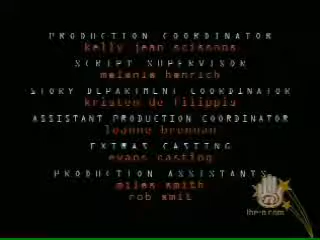 PRODUCTION COORDINATOR
kelly jean scissons
SCRIPT SUPERVISOR
melanie henrich
STORY DEPARTMENT COORDINATOR
kristen de filippis
ASSISTANT PRODUCTION COORDINATOR
joanne brennan
EXTRAS CASTING
evans casting
PRODUCTION ASSISTANTS
miles smith
rob smit